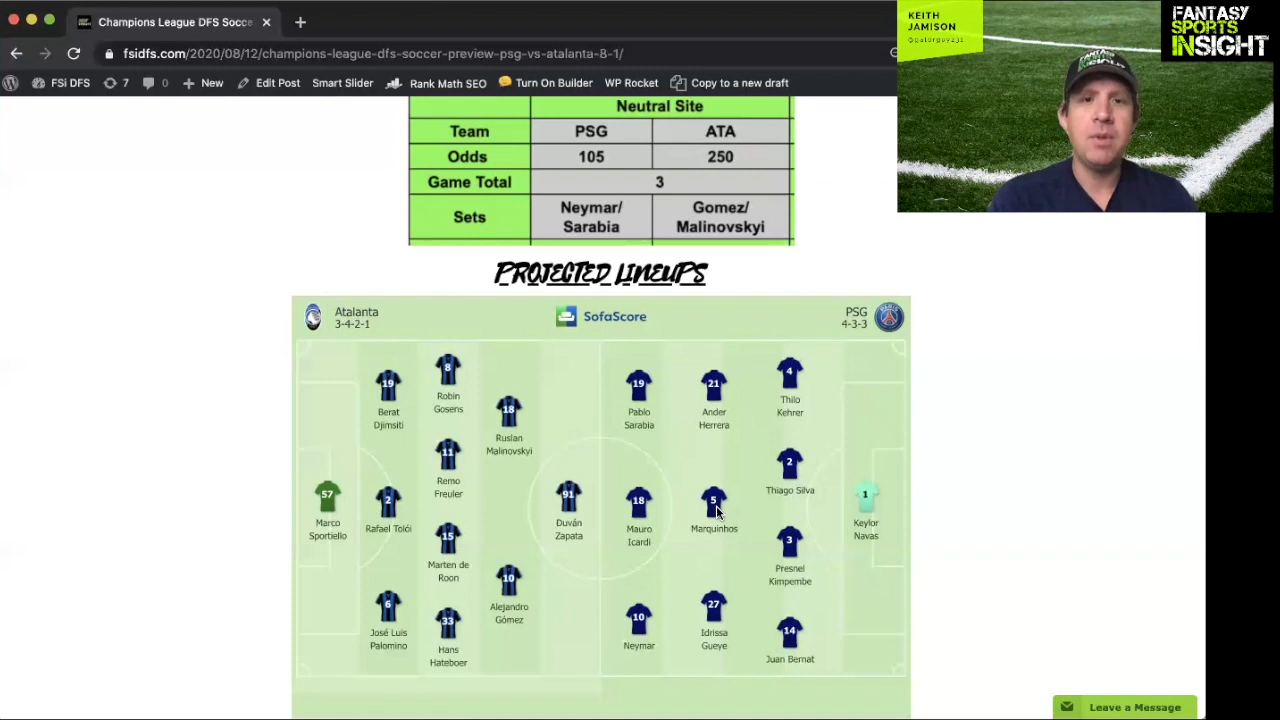 Champions League DFS Socce
fsidfs.com/2020/08/12/champions-league-dfs-soccer-preview-psg-vs-atalanta-8-1/
FSi DFS
7
0
New
Edit Post
Smart Slider
Rank Math SEO
Turn On Builder
WP Rocket
Copy to a new draft
KEITH
JAMISON
@gatorguy231
FANTASY
SPORTS
INSIGHT
Neutral Site
Team PSG ATA
Odds 105 250
Game Total 3
Sets Neymar/ Sarabia Gomez/ Malinovskyi
PROJECTED LINEUPS
Atalanta
3-4-2-1
SofaScore
PSG
4-3-3
57
Marco
Sportiello
19
Berat
Djimsiti
2
Rafael Tolói
6
José Luis
Palomino
8
Robin
Gosens
11
Remo
Freuler
15
Marten de
Roon
33
Hans
Hateboer
18
Ruslan
Malinovskyi
10
Alejandro
Gómez
91
Duván
Zapata
19
Pablo
Sarabia
18
Mauro
Icardi
10
Neymar
21
Ander
Herrera
5
Marquinhos
27
Idrissa
Gueye
4
Thilo
Kehrer
2
Thiago Silva
3
Presnel
Kimpembe
14
Juan Bernat
1
Keylor
Navas
Leave a Message